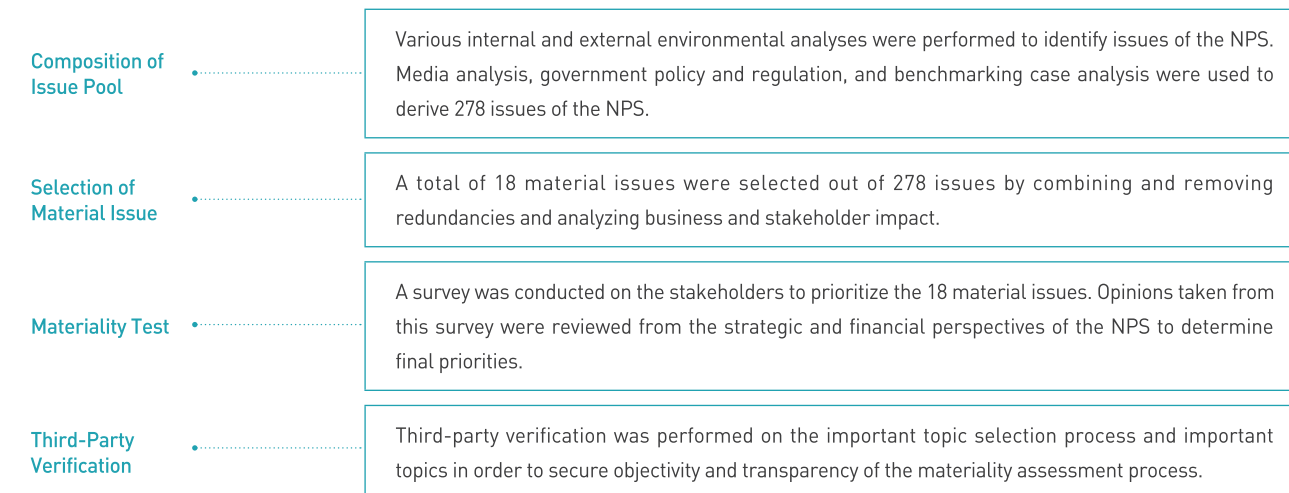 Composition of
Issue Pool
Various internal and external environmental analyses were performed to identify issues of the NPS.
Media analysis, government policy and regulation, and benchmarking case analysis were used to
derive 278 issues of the NPS.
Selection of
Material Issue
A total of 18 material issues were selected out of 278 issues by combining and removing
redundancies and analyzing business and stakeholder impact.
Materiality Test
A survey was conducted on the stakeholders to prioritize the 18 material issues. Opinions taken from
this survey were reviewed from the strategic and financial perspectives of the NPS to determine
final priorities.
Third-Party
Verification
Third-party verification was performed on the important topic selection process and important
topics in order to secure objectivity and transparency of the materiality assessment process.